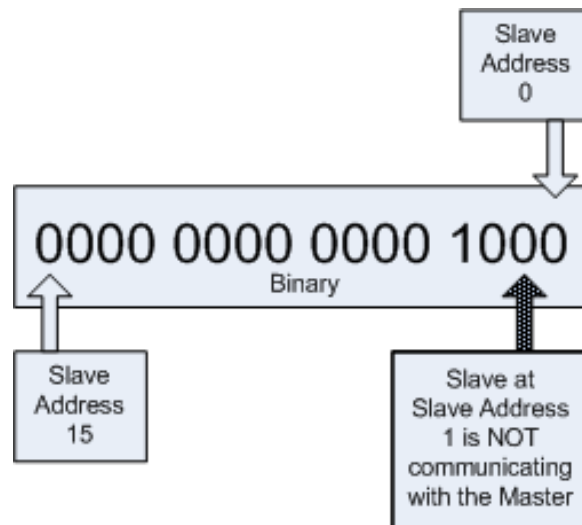 Slave
Address
0
0000 0000 0000 1000
Binary
Slave
Address
15
Slave at
Slave Address
1 is NOT
communicating
with the Master